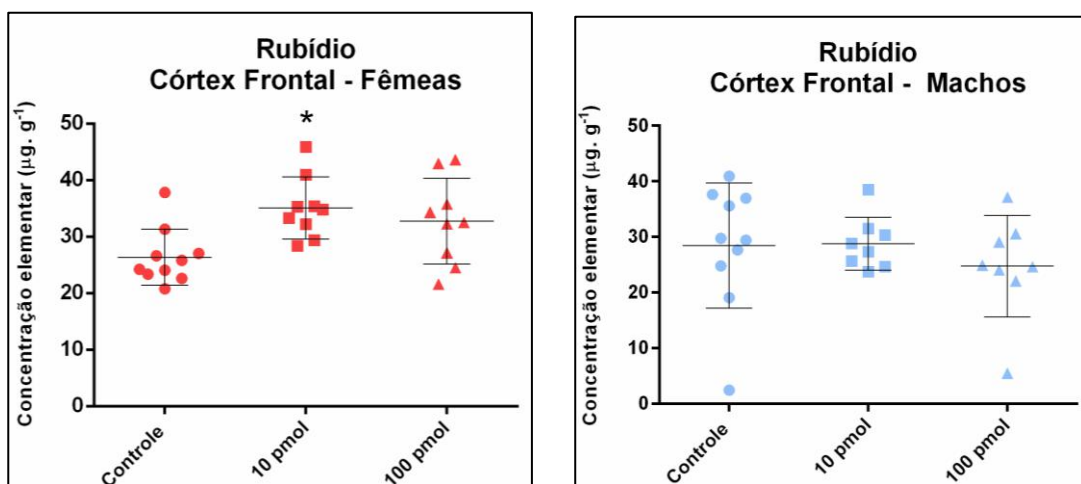 Rubídio
Córtex Frontal - Fêmeas
*
Concentração elementar (µg. g⁻¹)
50
40
30
20
10
0
Controle
10 pmol
100 pmol
Rubídio
Córtex Frontal - Machos
Concentração elementar (µg. g⁻¹)
50
40
30
20
10
0
Controle
10 pmol
100 pmol